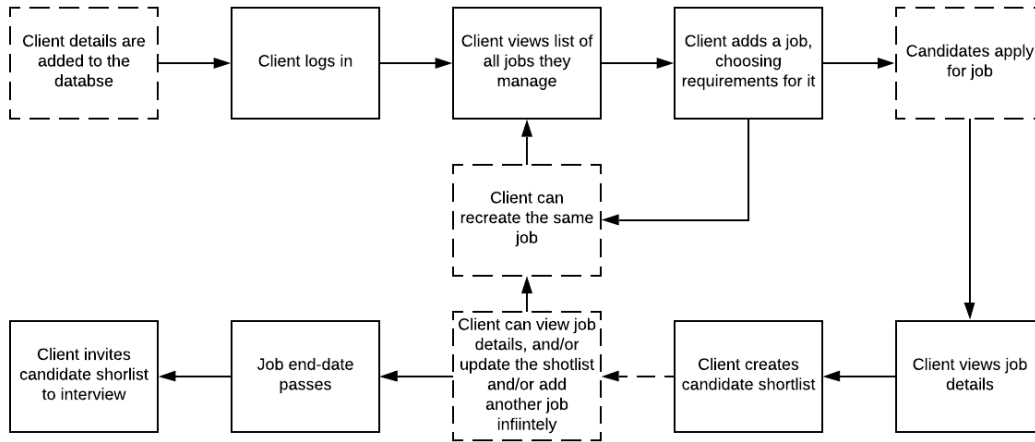 Client details are
added to the
databse
Client logs in
Client views list of
all jobs they
manage
Client adds a job,
choosing
requirements for it
Candidates apply
for job
Client can
recreate the same
job
Client invites
candidate shorlist
to interview
Job end-date
passes
Client can view job
details, and/or
update the shotlist
and/or add
another job
infiintely
Client creates
candidate shortlist
Client views job
details